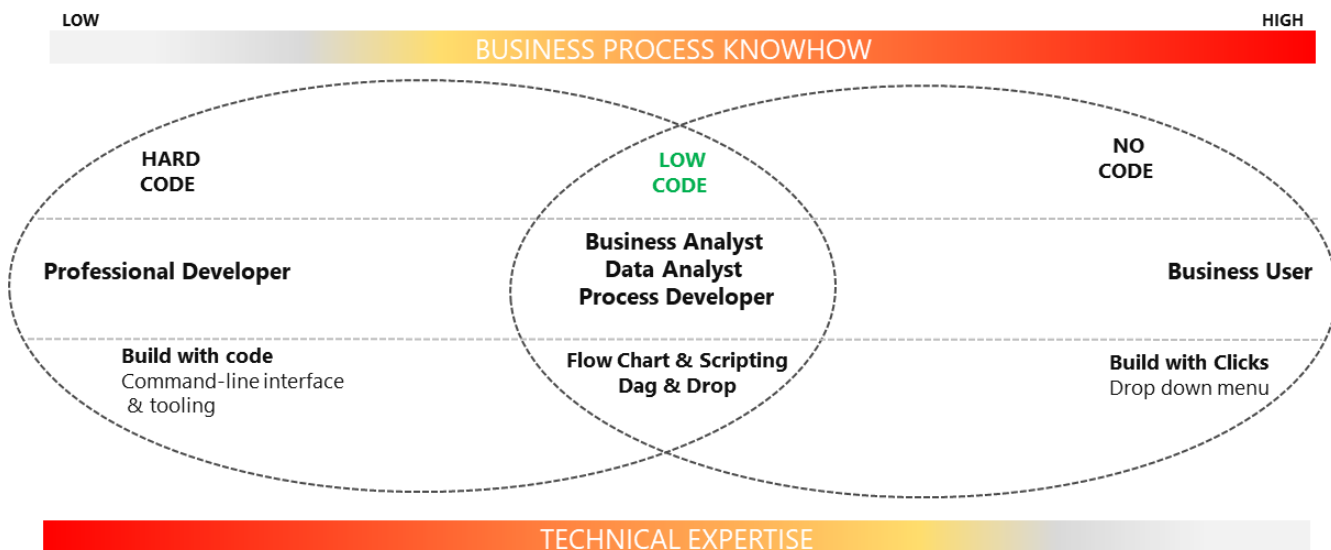 LOW
HIGH
BUSINESS PROCESS KNOWHOW
HARD
CODE
LOW
CODE
NO
CODE
Professional Developer
Business Analyst
Data Analyst
Process Developer
Business User
Build with code
Command-line interface
& tooling
Flow Chart & Scripting
Dag & Drop
Build with Clicks
Drop down menu
TECHNICAL EXPERTISE